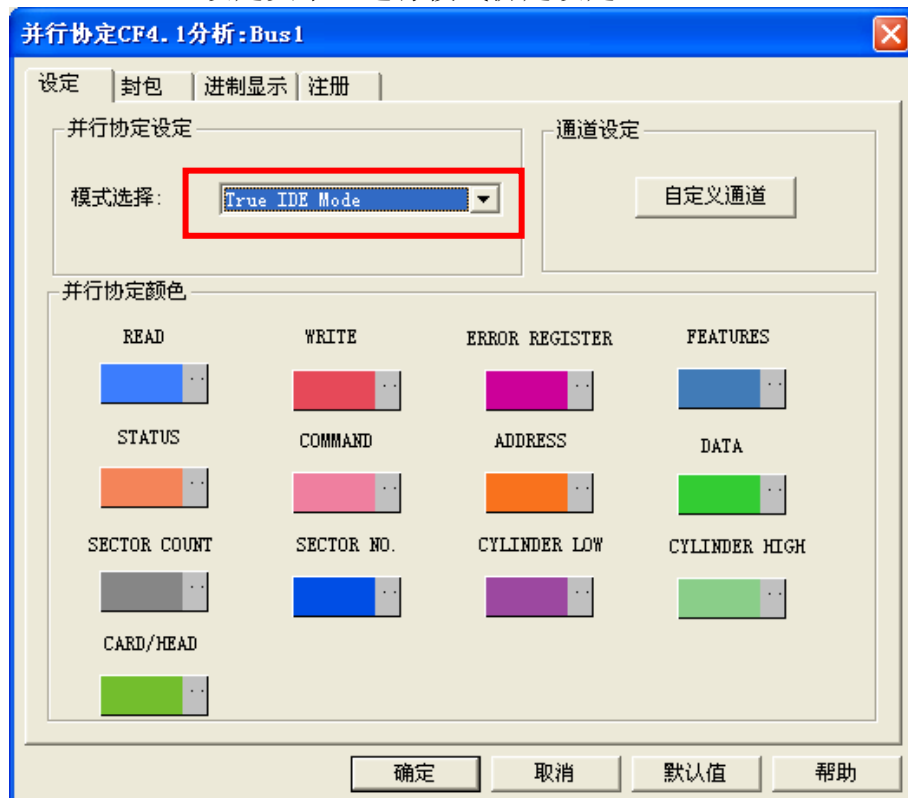 并行协定CF4.1分析:Bus1
设定 封包 进制显示 注册
并行协定设定
通道设定
模式选择: True IDE Mode
自定义通道
并行协定颜色
READ WRITE ERROR REGISTER FEATURES
STATUS COMMAND ADDRESS DATA
SECTOR COUNT SECTOR NO. CYLINDER LOW CYLINDER HIGH
CARD/HEAD
确定 取消 默认值 帮助